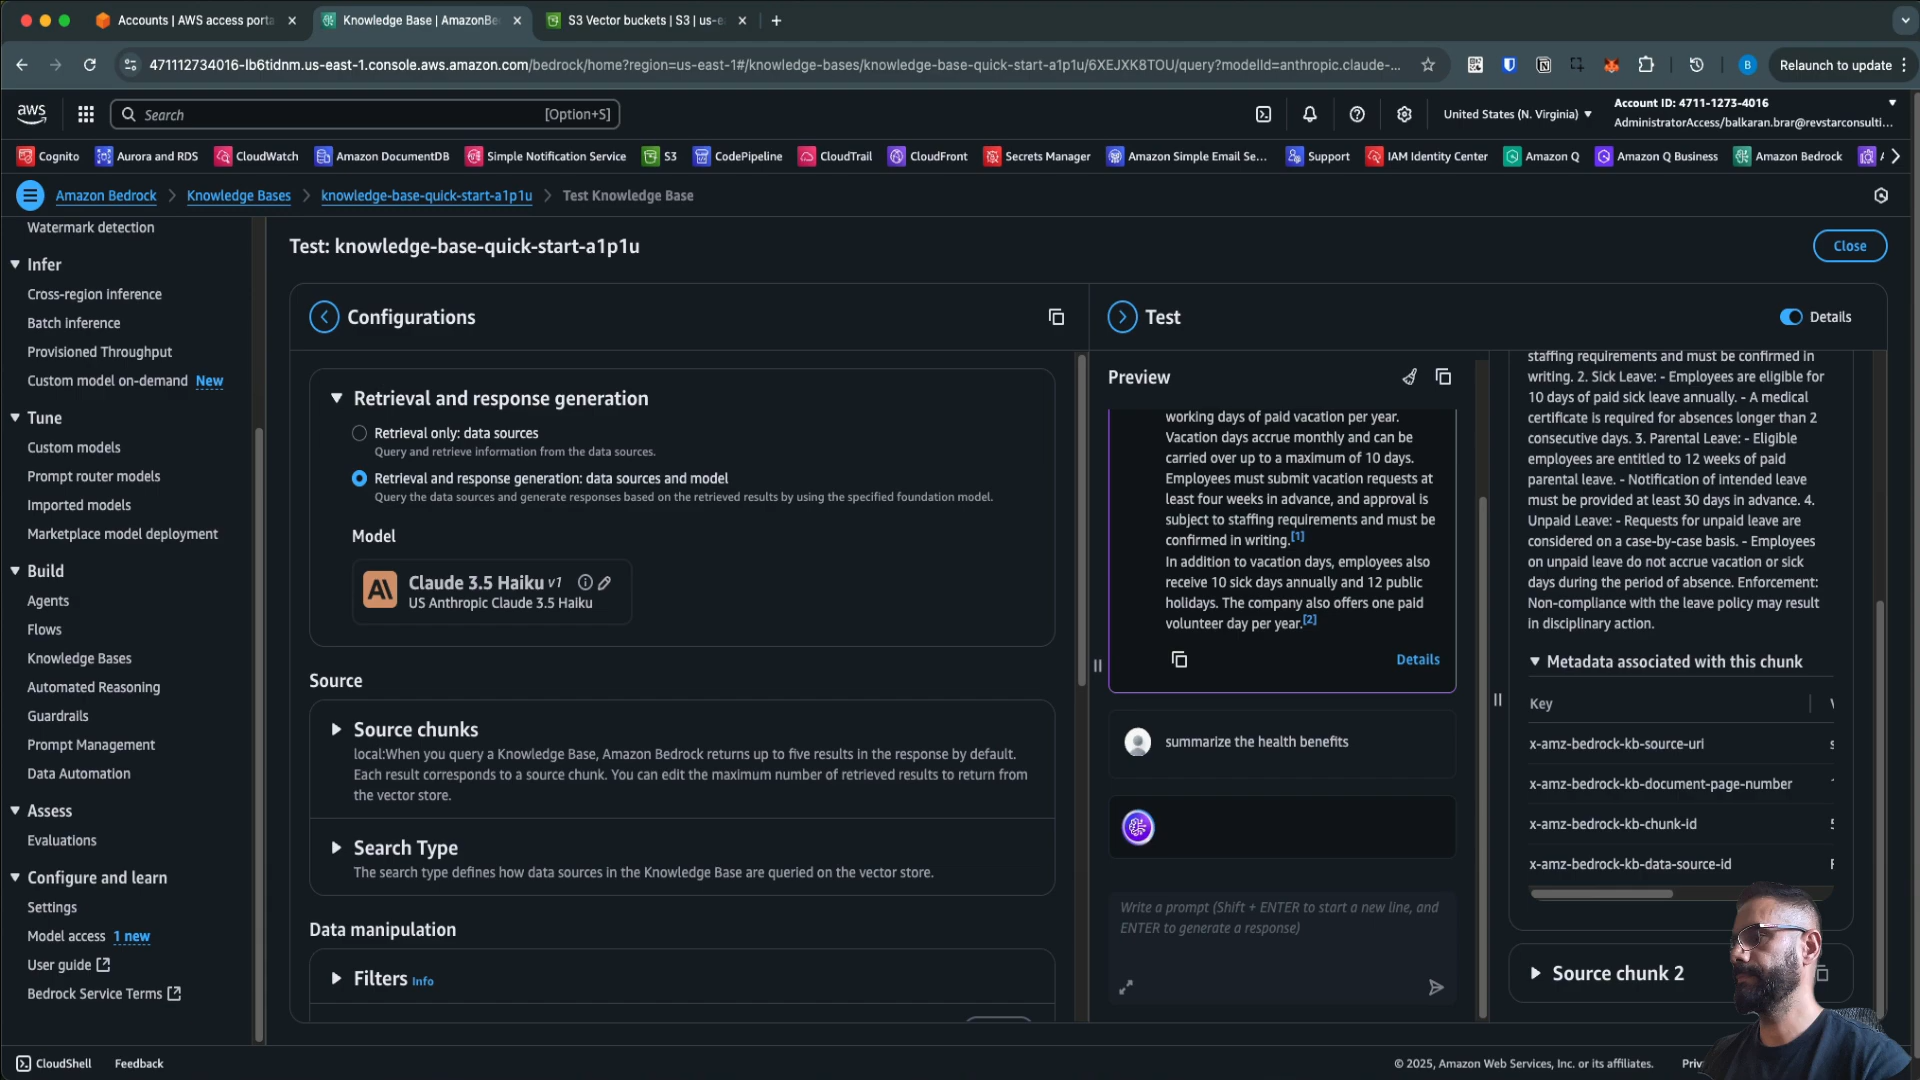 Accounts | AWS access porta
Knowledge Base | AmazonBe
S3 Vector buckets | S3 | us-e
471112734016-lb6tidnm.us-east-1.console.aws.amazon.com/bedrock/home?region=us-east-1#/knowledge-bases/knowledge-base-quick-start-a1p1u/6XEJXK8TOU/query?modelId=anthropic.claude-...
B
Relaunch to update
aws
Search
[Option+S]
United States (N. Virginia)
Account ID: 4711-1273-4016
AdministratorAccess/balkaran.brar@revstarconsulti...
Cognito
Aurora and RDS
CloudWatch
Amazon DocumentDB
Simple Notification Service
S3
CodePipeline
CloudTrail
CloudFront
Secrets Manager
Amazon Simple Email Se...
Support
IAM Identity Center
Amazon Q
Amazon Q Business
Amazon Bedrock
Amazon Bedrock
Knowledge Bases
knowledge-base-quick-start-a1p1u
Test Knowledge Base
Watermark detection
Infer
Cross-region inference
Batch inference
Provisioned Throughput
Custom model on-demand New
Tune
Custom models
Prompt router models
Imported models
Marketplace model deployment
Build
Agents
Flows
Knowledge Bases
Automated Reasoning
Guardrails
Prompt Management
Data Automation
Assess
Evaluations
Configure and learn
Settings
Model access 1 new
User guide
Bedrock Service Terms
Test: knowledge-base-quick-start-a1p1u
Close
Configurations
Retrieval and response generation
Retrieval only: data sources
Query and retrieve information from the data sources.
Retrieval and response generation: data sources and model
Query the data sources and generate responses based on the retrieved results by using the specified foundation model.
Model
Claude 3.5 Haiku v1
US Anthropic Claude 3.5 Haiku
Source
Source chunks
local:When you query a Knowledge Base, Amazon Bedrock returns up to five results in the response by default.
Each result corresponds to a source chunk. You can edit the maximum number of retrieved results to return from
the vector store.
Search Type
The search type defines how data sources in the Knowledge Base are queried on the vector store.
Data manipulation
Filters Info
Test
Details
Preview
working days of paid vacation per year.
Vacation days accrue monthly and can be
carried over up to a maximum of 10 days.
Employees must submit vacation requests at
least four weeks in advance, and approval is
subject to staffing requirements and must be
confirmed in writing.[1]
In addition to vacation days, employees also
receive 10 sick days annually and 12 public
holidays. The company also offers one paid
volunteer day per year.[2]
Details
summarize the health benefits
Write a prompt (Shift + ENTER to start a new line, and
ENTER to generate a response)
staffing requirements and must be confirmed in
writing. 2. Sick Leave: - Employees are eligible for
10 days of paid sick leave annually. - A medical
certificate is required for absences longer than 2
consecutive days. 3. Parental Leave: - Eligible
employees are entitled to 12 weeks of paid
parental leave. - Notification of intended leave
must be provided at least 30 days in advance. 4.
Unpaid Leave: - Requests for unpaid leave are
considered on a case-by-case basis. - Employees
on unpaid leave do not accrue vacation or sick
days during the period of absence. Enforcement:
Non-compliance with the leave policy may result
in disciplinary action.
Metadata associated with this chunk
Key
x-amz-bedrock-kb-source-uri
x-amz-bedrock-kb-document-page-number
x-amz-bedrock-kb-chunk-id
x-amz-bedrock-kb-data-source-id
Source chunk 2
CloudShell
Feedback
© 2025, Amazon Web Services, Inc. or its affiliates.